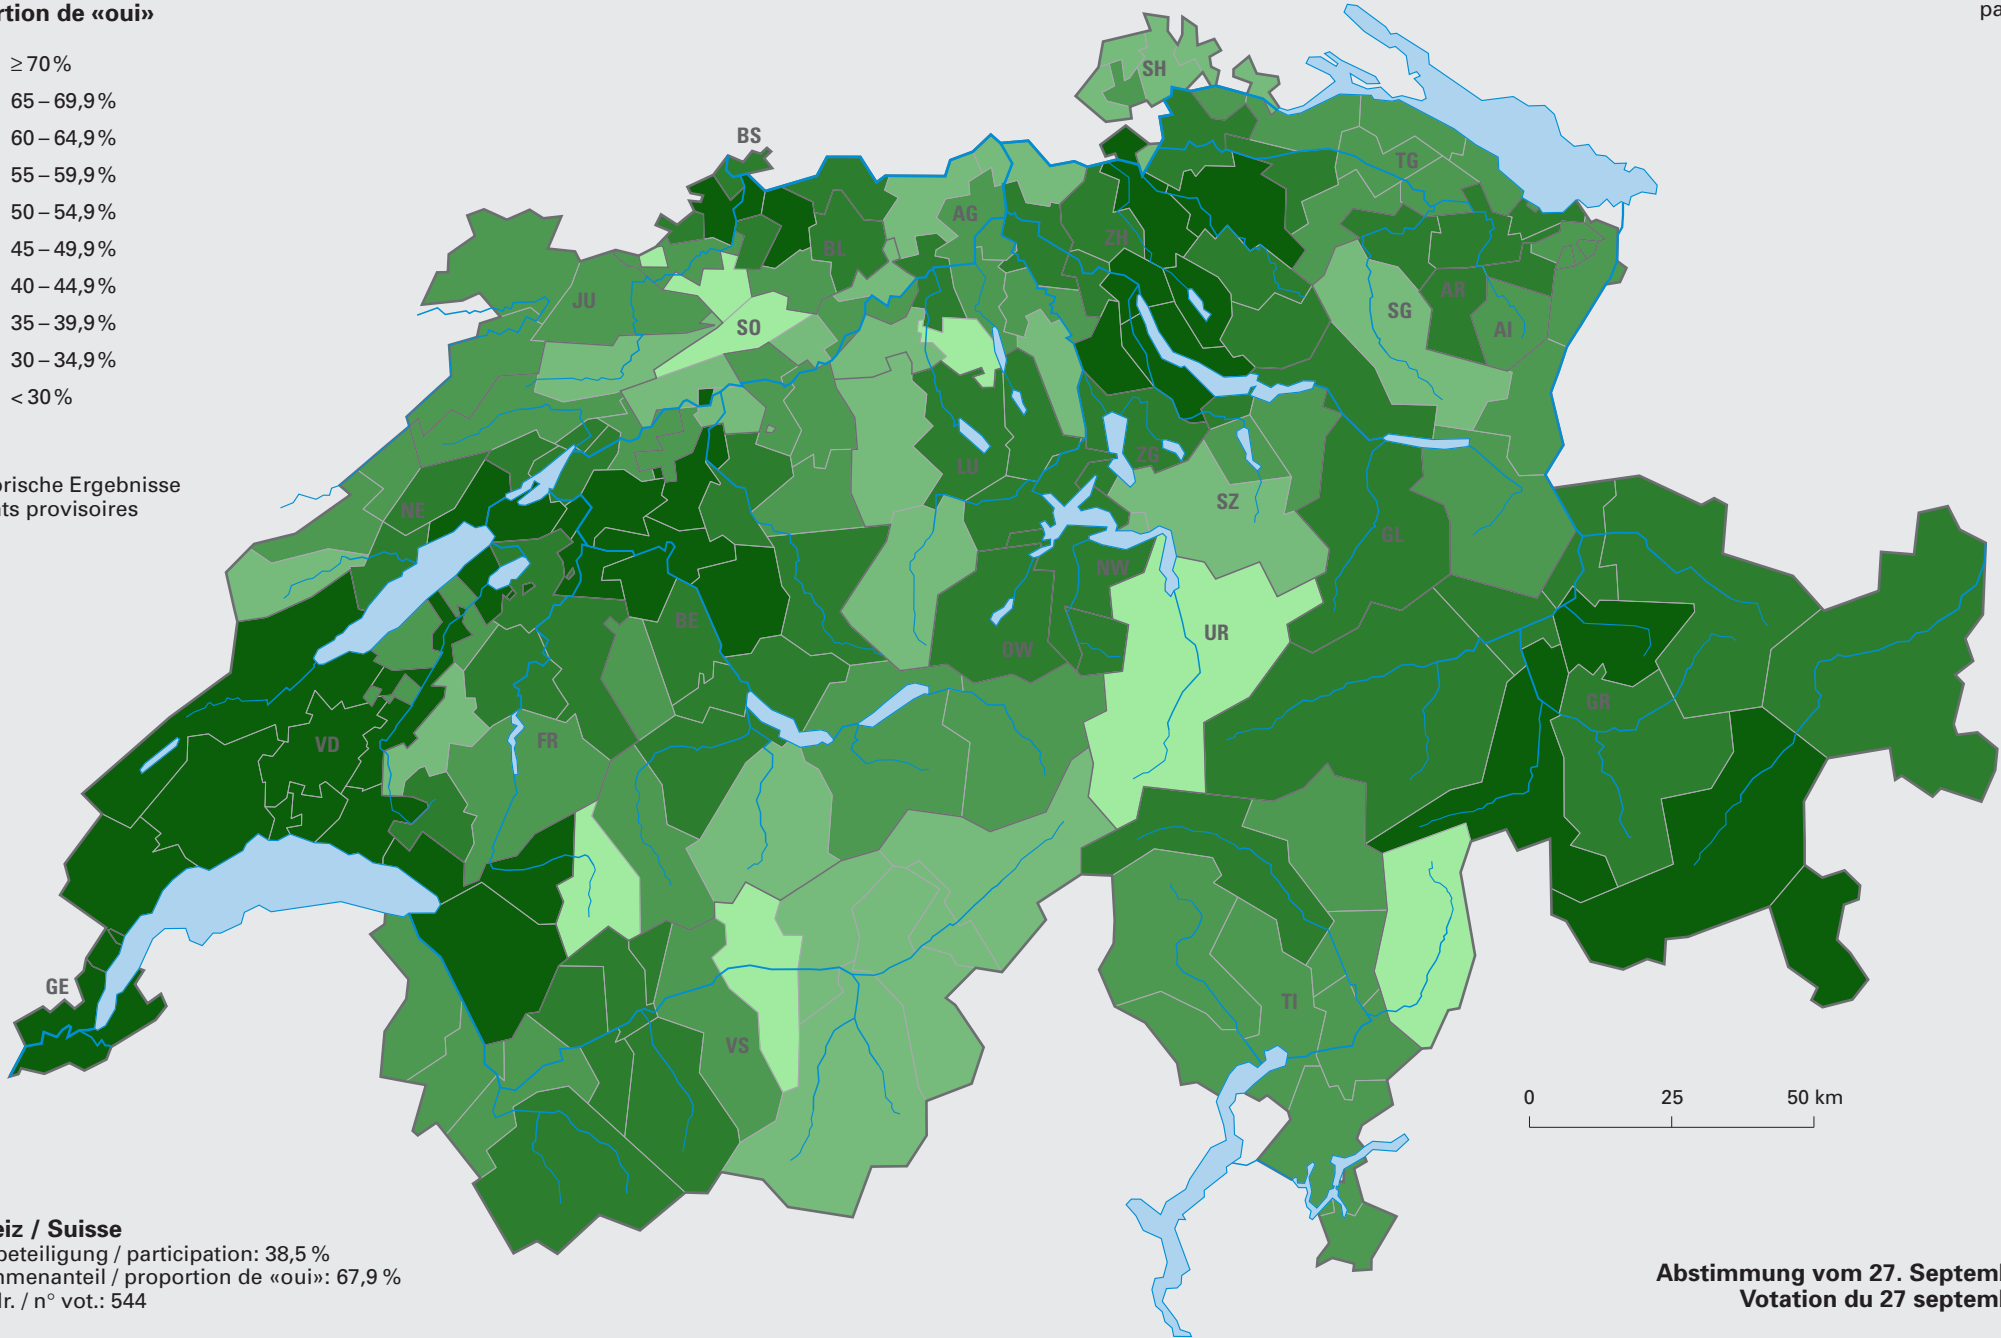 rtion de «oui»
pa
≥ 70 %
65 – 69,9 %
60 – 64,9 %
55 – 59,9 %
50 – 54,9 %
45 – 49,9 %
40 – 44,9 %
35 – 39,9 %
30 – 34,9 %
< 30 %
orische Ergebnisse
ts provisoires
SH
BS
TG
AG
ZH
BL
JU
SO
SG
AR
AI
LU
ZG
NE
SZ
GL
NW
BE
OW
UR
GR
VD
FR
GE
TI
VS
0 25 50 km
eiz / Suisse
beteiligung / participation: 38,5 %
nmenanteil / proportion de «oui»: 67,9 %
Nr. / n° vot.: 544
Abstimmung vom 27. Septemb
Votation du 27 septemb